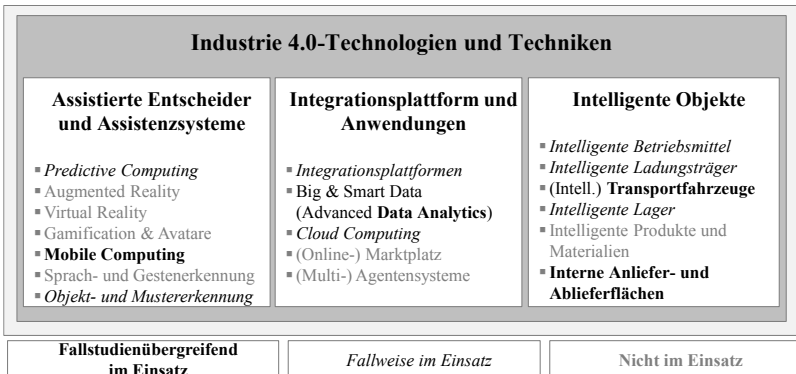 Industrie 4.0-Technologien und Techniken
Assistierte Entscheider
und Assistenzsysteme
▪ Predictive Computing
▪ Augmented Reality
▪ Virtual Reality
▪ Gamification & Avatare
▪ Mobile Computing
▪ Sprach- und Gestenerkennung
▪ Objekt- und Mustererkennung
Integrationsplattform und
Anwendungen
▪ Integrationsplattformen
▪ Big & Smart Data
(Advanced Data Analytics)
▪ Cloud Computing
▪ (Online-) Marktplatz
▪ (Multi-) Agentensysteme
Intelligente Objekte
▪ Intelligente Betriebsmittel
▪ Intelligente Ladungsträger
▪ (Intell.) Transportfahrzeuge
▪ Intelligente Lager
▪ Intelligente Produkte und
Materialien
▪ Interne Anliefer- und
Ablieferflächen
Fallstudienübergreifend
im Einsatz
Fallweise im Einsatz
Nicht im Einsatz